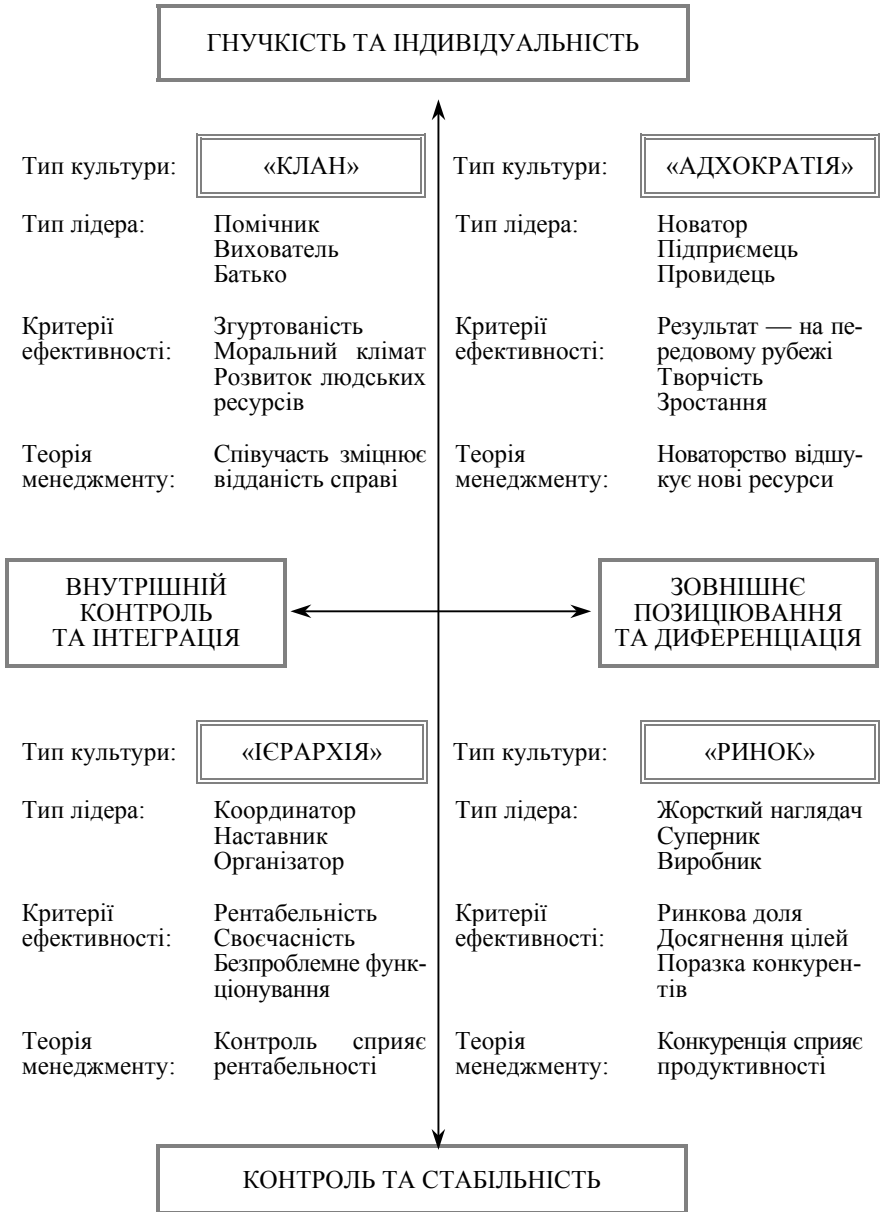 ГНУЧКІСТЬ ТА ІНДИВІДУАЛЬНІСТЬ
Тип культури:
«КЛАН»
Тип лідера:
Помічник
Вихователь
Батько
Критерії
ефективності:
Згуртованість
Моральний клімат
Розвиток людських
ресурсів
Теорія
менеджменту:
Співучасть зміцнює
відданість справі
Тип культури:
«АДХОКРАТІЯ»
Тип лідера:
Новатор
Підприємець
Провидець
Критерії
ефективності:
Результат — на пе-
редовому рубежі
Творчість
Зростання
Теорія
менеджменту:
Новаторство відшу-
кує нові ресурси
ВНУТРІШНІЙ
КОНТРОЛЬ
ТА ІНТЕГРАЦІЯ
ЗОВНІШНЄ
ПОЗИЦІЮВАННЯ
ТА ДИФЕРЕНЦІАЦІЯ
Тип культури:
«ІЄРАРХІЯ»
Тип лідера:
Координатор
Наставник
Організатор
Критерії
ефективності:
Рентабельність
Своєчасність
Безпроблемне функ-
ціонування
Теорія
менеджменту:
Контроль сприяє
рентабельності
Тип культури:
«РИНОК»
Тип лідера:
Жорсткий наглядач
Суперник
Виробник
Критерії
ефективності:
Ринкова доля
Досягнення цілей
Поразка конкурен-
тів
Теорія
менеджменту:
Конкуренція сприяє
продуктивності
КОНТРОЛЬ ТА СТАБІЛЬНІСТЬ